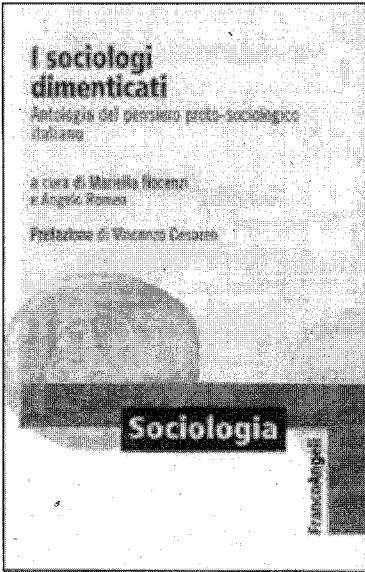 I sociologi
dimenticati
Antologia del pensiero proto-sociologico
italiano
a cura di Mariella Nocenzi
e Angelo Romeo
Prefazione di Vincenzo Cesareo
Sociologia
FrancoAngeli